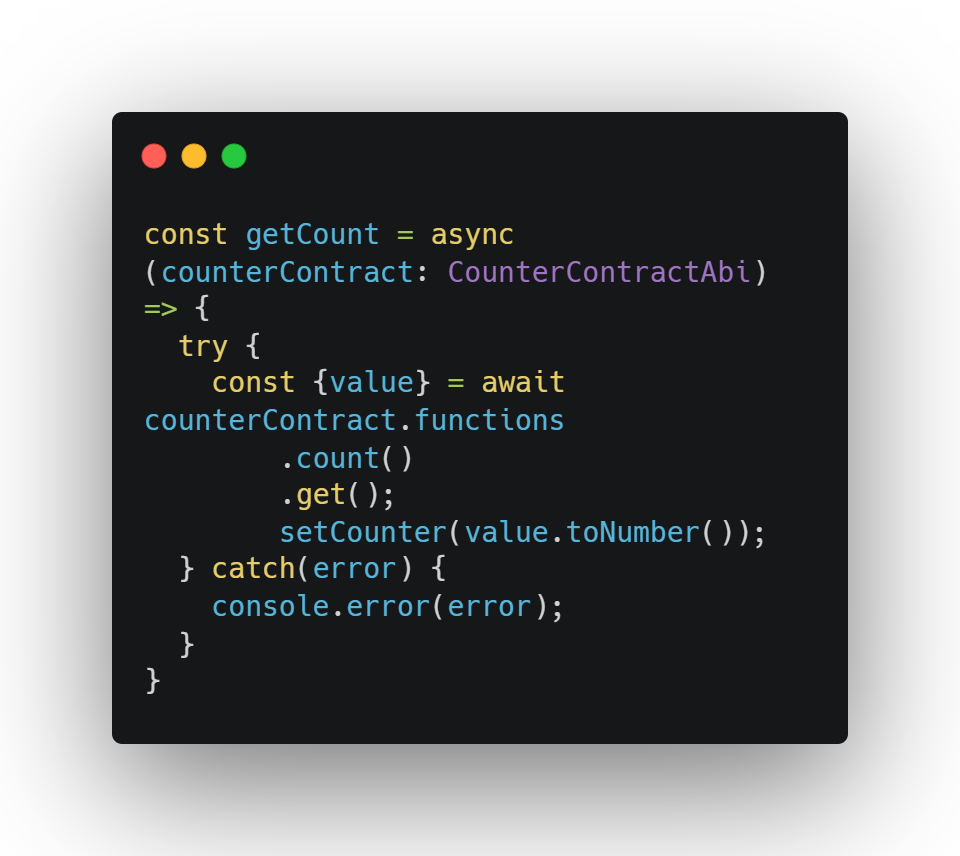 const getCount = async
(counterContract: CounterContractAbi)
=> {
  try {
    const {value} = await
counterContract.functions
        .count()
        .get();
        setCounter(value.toNumber());
  } catch(error) {
    console.error(error);
  }
}